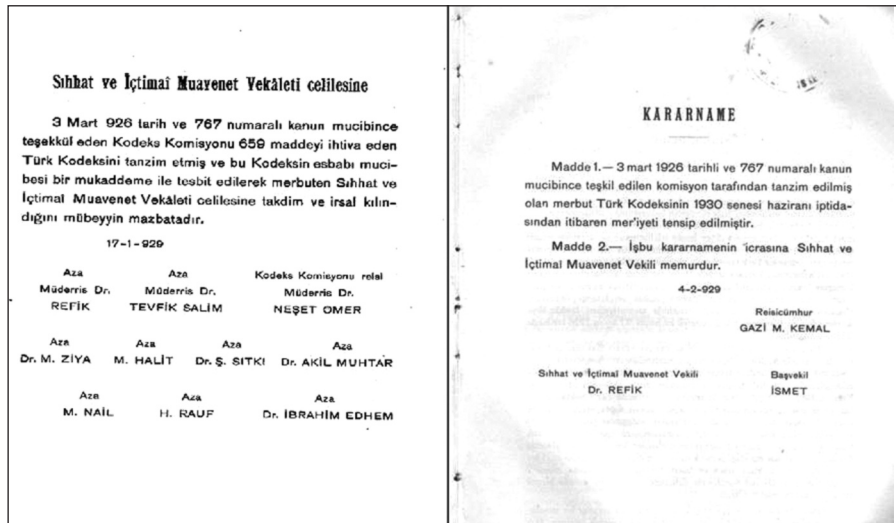 Sıhhat ve İçtimaî Muavenet Vekâleti celilesine
3 Mart 926 tarih ve 767 numaralı kanun mucibince
teşekkül eden Kodeks Komisyonu 659 maddeyi ihtiva eden
Türk Kodeksini tanzim etmiş ve bu Kodeksin esbabı muci-
besi bir mukaddeme ile tesbit edilerek merbuten Sıhhat ve
İçtimaî Muavenet Vekâleti celilesine takdim ve irsal kılın-
dığını mübeyyin mazbatadır.
17-1-929
Aza Aza Kodeks Komisyonu reisi
Müderris Dr. Müderris Dr. Müderris Dr.
REFİK TEVFİK SALİM NEŞET ÖMER
Aza Aza Aza Aza
Dr. M. ZİYA M. HALİT Dr. Ş. SITKI Dr. AKİL MUHTAR
Aza Aza Aza
M. NAİL H. RAUF Dr. İBRAHİM EDHEM
KARARNAME
Madde 1.— 3 mart 1926 tarihli ve 767 numaralı kanun
mucibince teşkil edilen komisyon tarafından tanzim edilmiş
olan merbut Türk Kodeksinin 1930 senesi haziranı iptida-
sından itibaren mer'iyeti tensip edilmiştir.
Madde 2.— İşbu kararnamenin icrasına Sıhhat ve
İçtimaî Muavenet Vekili memurdur.
4-2-929
Reisicümhur
GAZİ M. KEMAL
Sıhhat ve İçtimaî Muavenet Vekili Başvekil
Dr. REFİK İSMET